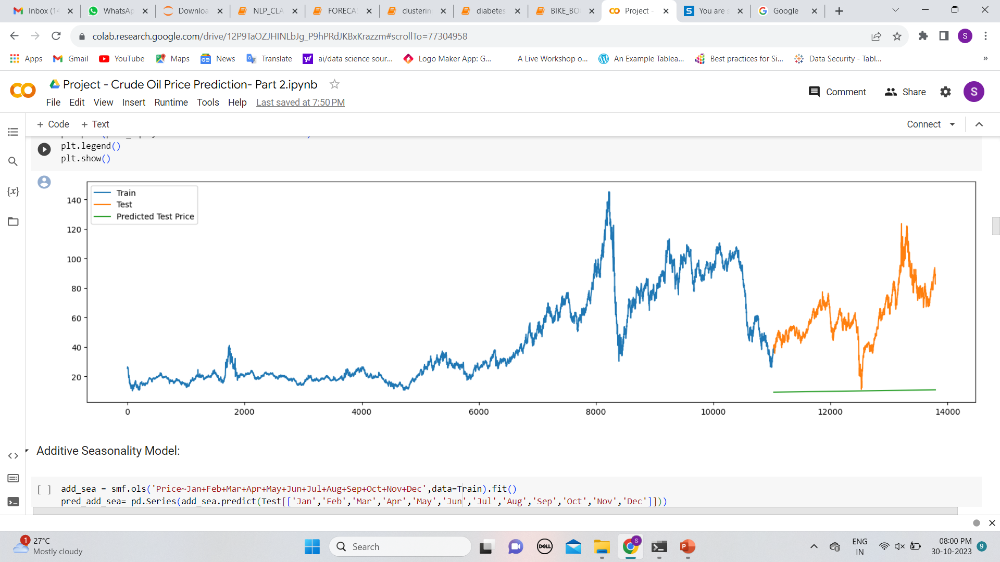 Inbox (14
WhatsAp
Downloa
NLP_CLA
FORECAS
clusterin
diabetes
BIKE_BO
Project -
You are s
Google
colab.research.google.com/drive/12P9TaOZJHINLbJg_P9hPRdJKBxKrazzm#scrollTo=77304958
S
Apps
Gmail
YouTube
Maps
News
Translate
ai/data science sour...
Logo Maker App: G...
A Live Workshop o...
An Example Tablea...
Best practices for Si...
Data Security - Tabl...
»
Project - Crude Oil Price Prediction- Part 2.ipynb
File Edit View Insert Runtime Tools Help Last saved at 7:50 PM
Comment
Share
S
+ Code + Text
Connect
plt.legend()
plt.show()
{x}
Train
Test
Predicted Test Price
140
120
100
80
60
40
20
0 2000 4000 6000 8000 10000 12000 14000
Additive Seasonality Model:
[ ] add_sea = smf.ols('Price~Jan+Feb+Mar+Apr+May+Jun+Jul+Aug+Sep+Oct+Nov+Dec',data=Train).fit()
pred_add_sea= pd.Series(add_sea.predict(Test[['Jan','Feb','Mar','Apr','May','Jun','Jul','Aug','Sep','Oct','Nov','Dec']]))
1
27°C
Mostly cloudy
Search
DELL
S
P
ENG
IN
08:00 PM
30-10-2023
9